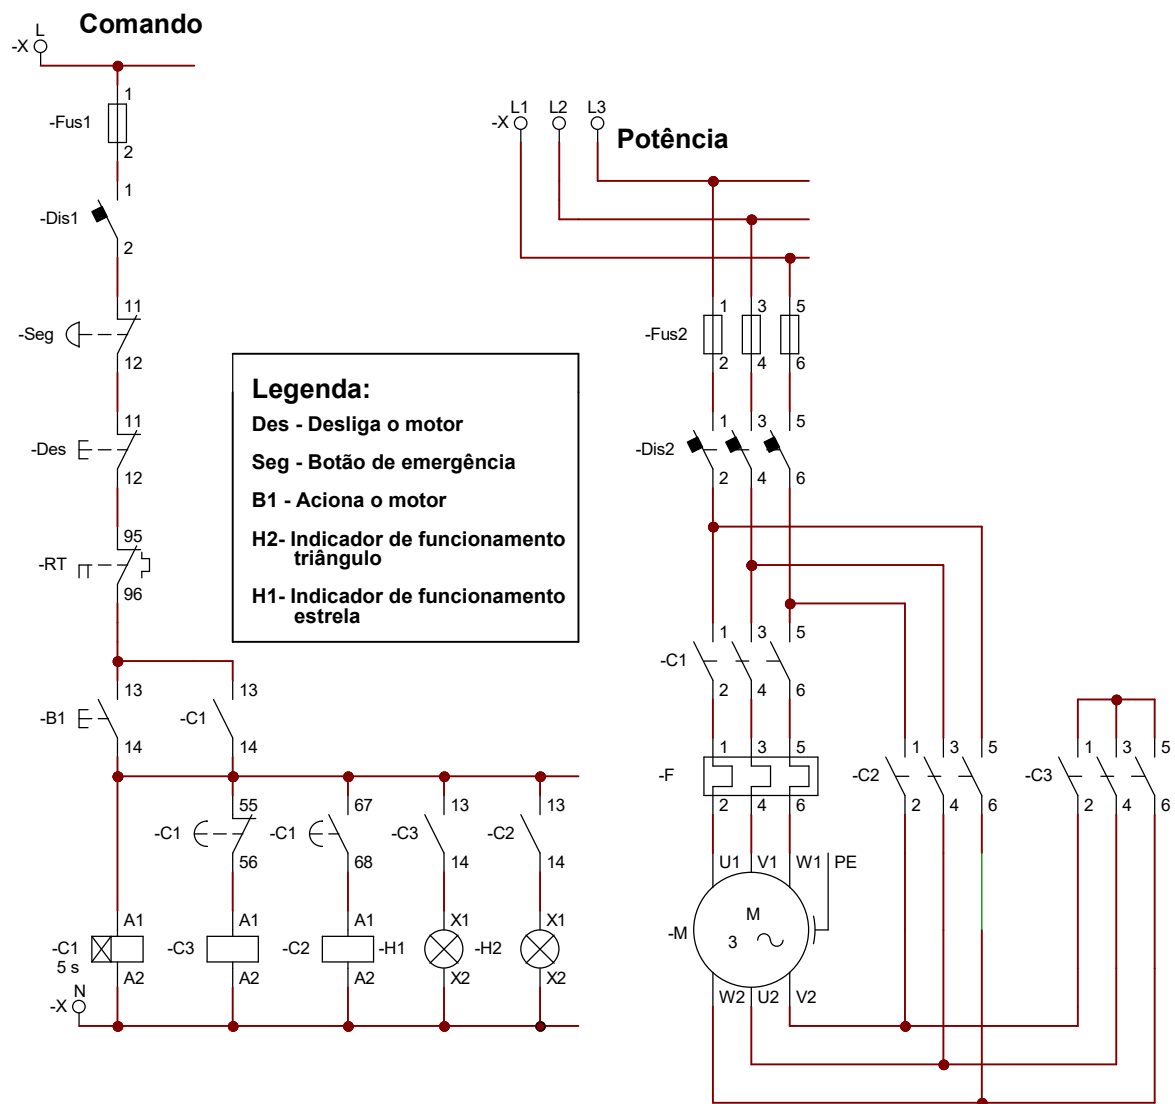 Comando
L
-X
1
-Fus1
2
1
-Dis1
2
11
-Seg
12
11
-Des
12
95
-RT
96
13
-B1
14
13
-C1
14
55
-C1
56
67
-C1
68
13
-C3
14
13
-C2
14
A1
-C1
5 s
A2
A1
-C3
A2
A1
-C2
A2
X1
-H1
X2
X1
-H2
X2
N
-X
Legenda:
Des - Desliga o motor
Seg - Botão de emergência
B1 - Aciona o motor
H2- Indicador de funcionamento
triângulo
H1- Indicador de funcionamento
estrela
L1 L2 L3
-X
Potência
1 3 5
-Fus2
2 4 6
1 3 5
-Dis2
2 4 6
1 3 5
-C1
2 4 6
1 3 5
-F
2 4 6
1 3 5
-C2
2 4 6
1 3 5
-C3
2 4 6
U1 V1 W1 PE
M
-M
3
W2 U2 V2